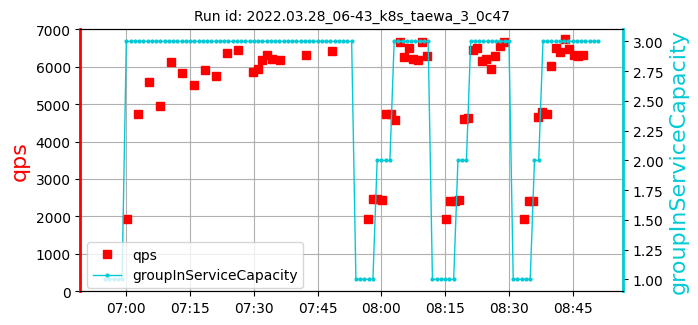 Run id: 2022.03.28_06-43_k8s_taewa_3_0c47
7000
6000
5000
4000
3000
2000
1000
0
qps
3.00
2.75
2.50
2.25
2.00
1.75
1.50
1.25
1.00
groupInServiceCapacity
qps
groupInServiceCapacity
07:00 07:15 07:30 07:45 08:00 08:15 08:30 08:45